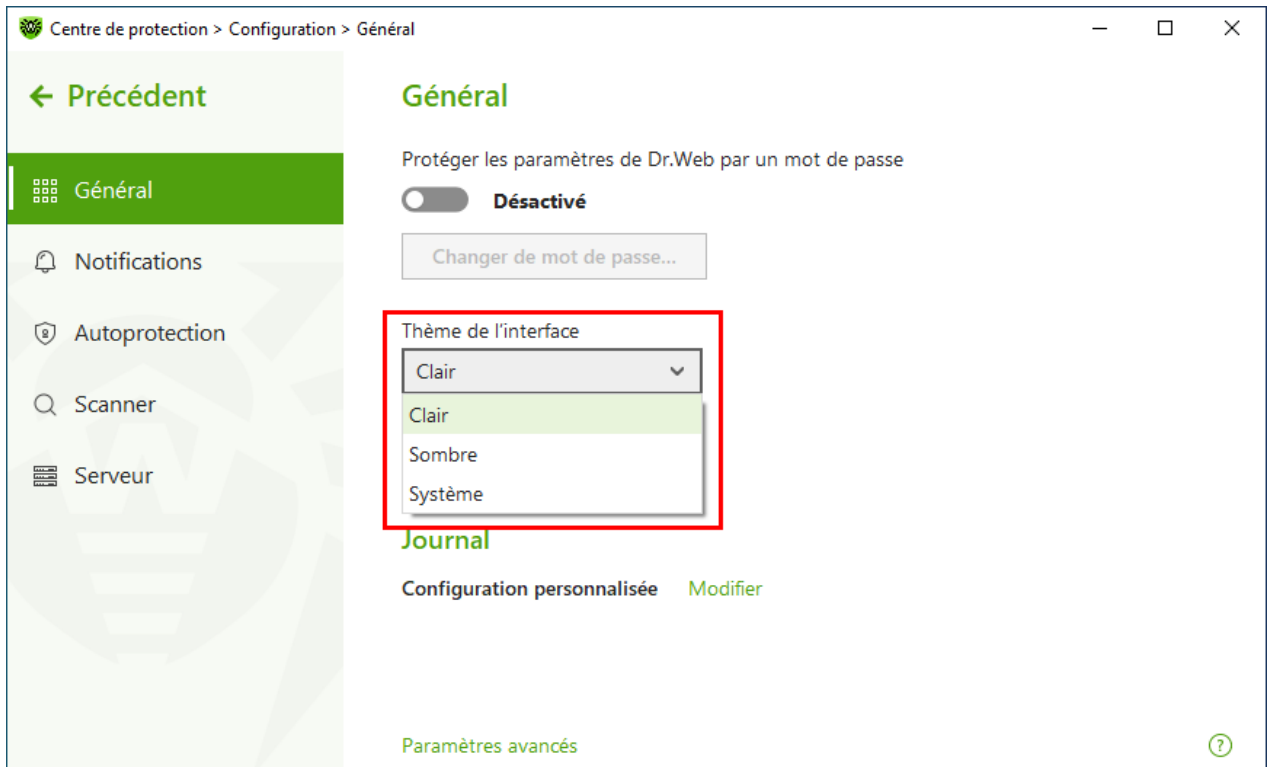 Centre de protection > Configuration > Général
Précédent
Général
Notifications
Autoprotection
Scanner
Serveur
Général
Protéger les paramètres de Dr.Web par un mot de passe
Désactivé
Changer de mot de passe...
Thème de l'interface
Clair
Clair
Sombre
Système
Journal
Configuration personnalisée Modifier
Paramètres avancés
?